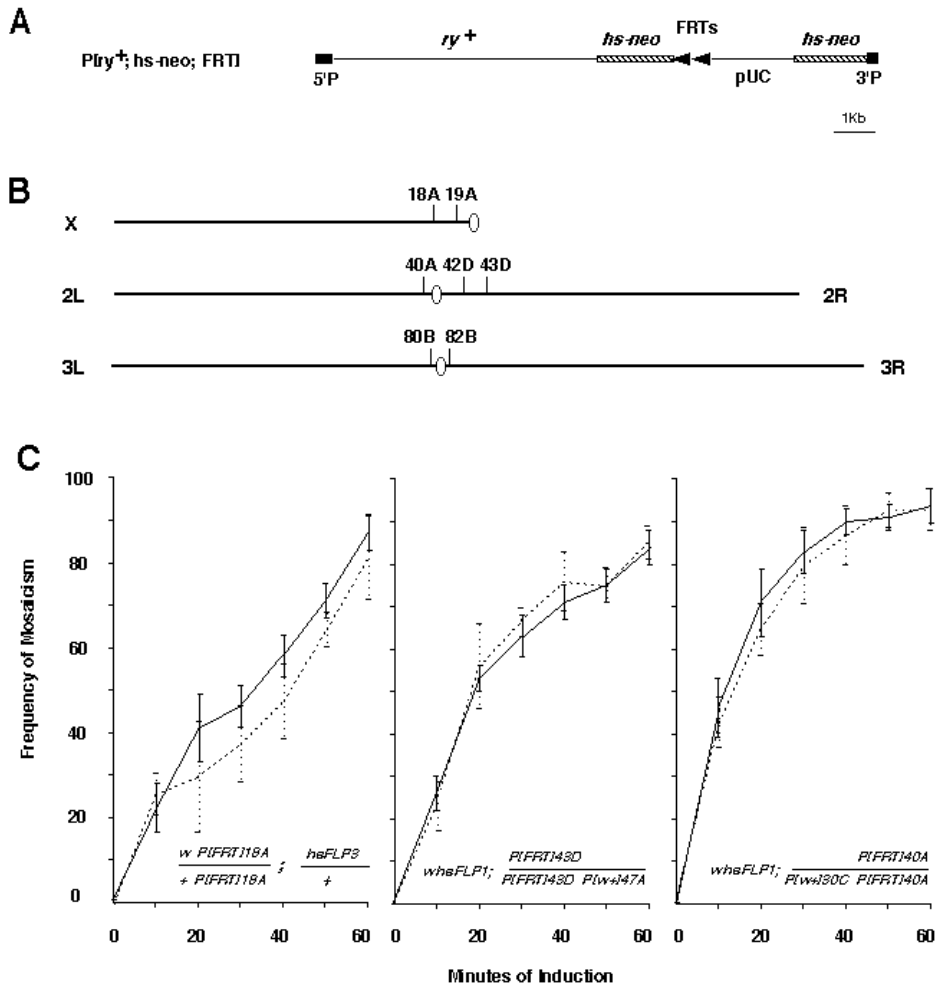 A
P[ry+; hs-neo; FRT]
ry +
hs-neo
FRTs
hs-neo
5'P
pUC
3'P
1Kb
B
18A 19A
X
40A 42D 43D
2L
2R
80B 82B
3L
3R
C
Frequency of Mosaicism
100
80
60
40
20
0
w P[FRT]18A
+ P[FRT]18A
;
hsFLP3
+
whsFLP1;
P[FRT]43D
P[FRT]43D P[w+]47A
whsFLP1;
P[FRT]40A
P[w+]30C P[FRT]40A
0 20 40 60
0 20 40 60
0 20 40 60
Minutes of Induction